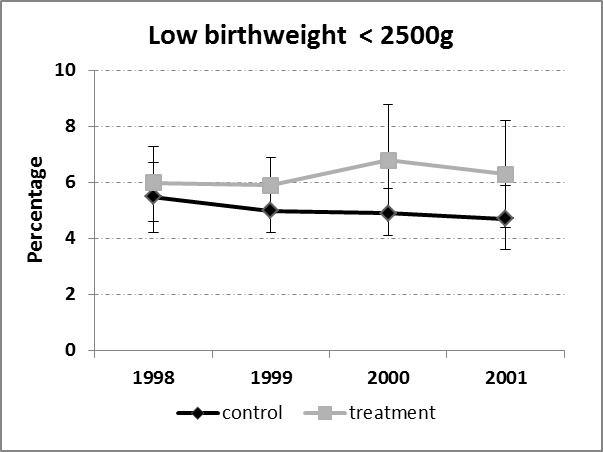 Low birthweight < 2500g
10
8
6
4
2
0
Percentage
1998 1999 2000 2001
control treatment